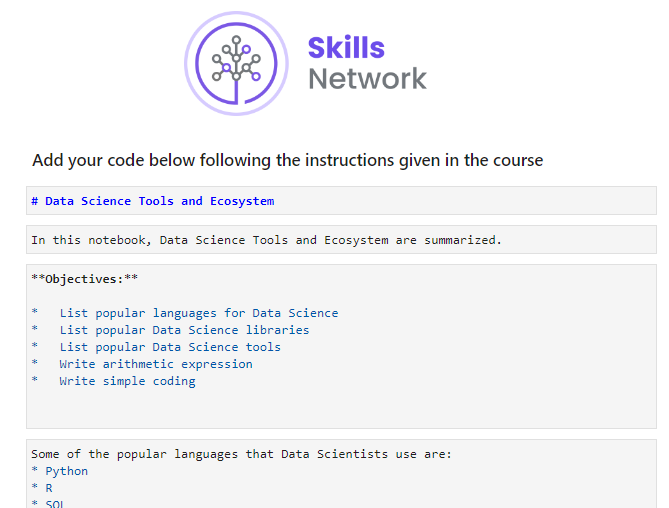 Skills
Network
Add your code below following the instructions given in the course
# Data Science Tools and Ecosystem
In this notebook, Data Science Tools and Ecosystem are summarized.
**Objectives:**
*   List popular languages for Data Science
*   List popular Data Science libraries
*   List popular Data Science tools
*   Write arithmetic expression
*   Write simple coding
Some of the popular languages that Data Scientists use are:
* Python
* R
* SQL